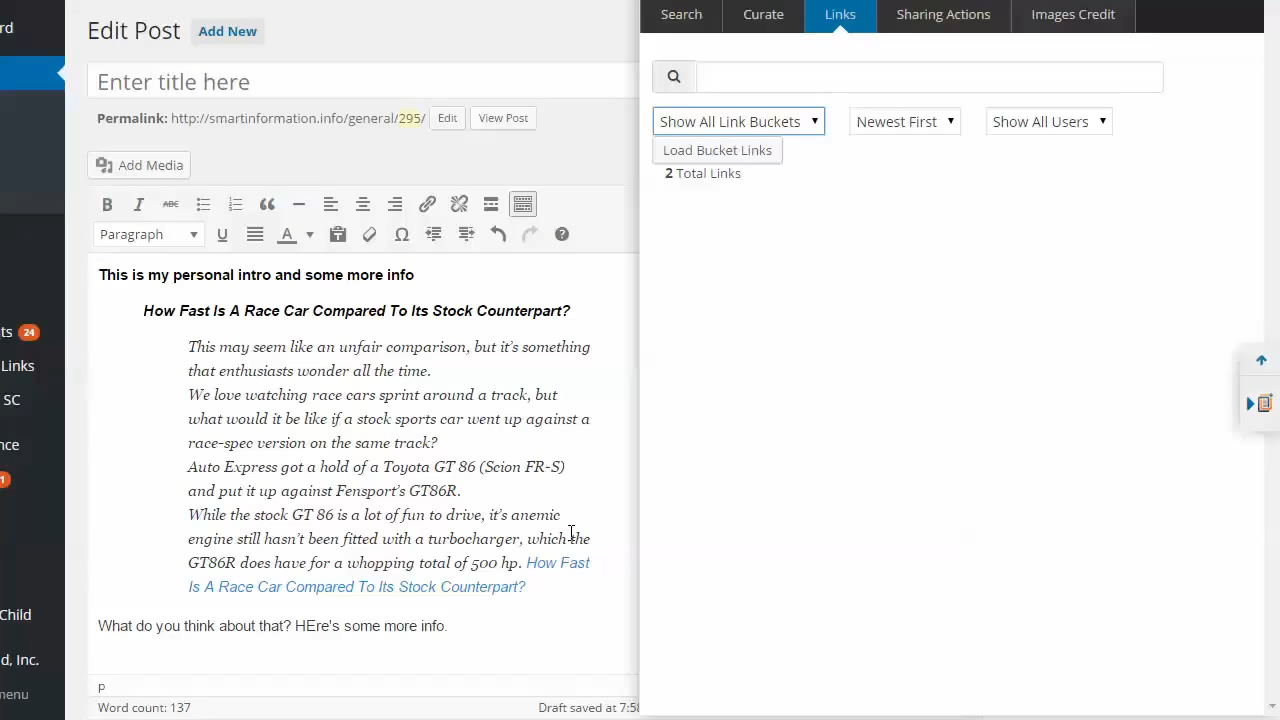 rd
ts 24
Links
SC
nce
1
Child
d, Inc.
menu
Edit Post Add New
Enter title here
Permalink: http://smartinformation.info/general/295/ Edit View Post
Add Media
B I ABC
Paragraph U A Ω
This is my personal intro and some more info
How Fast Is A Race Car Compared To Its Stock Counterpart?
This may seem like an unfair comparison, but it's something
that enthusiasts wonder all the time.
We love watching race cars sprint around a track, but
what would it be like if a stock sports car went up against a
race-spec version on the same track?
Auto Express got a hold of a Toyota GT 86 (Scion FR-S)
and put it up against Fensport's GT86R.
While the stock GT 86 is a lot of fun to drive, it's anemic
engine still hasn't been fitted with a turbocharger, which the
GT86R does have for a whopping total of 500 hp. How Fast
Is A Race Car Compared To Its Stock Counterpart?
What do you think about that? HEre's some more info.
p
Word count: 137 Draft saved at 7:58
Search Curate Links Sharing Actions Images Credit
Show All Link Buckets Newest First Show All Users
Load Bucket Links
2 Total Links